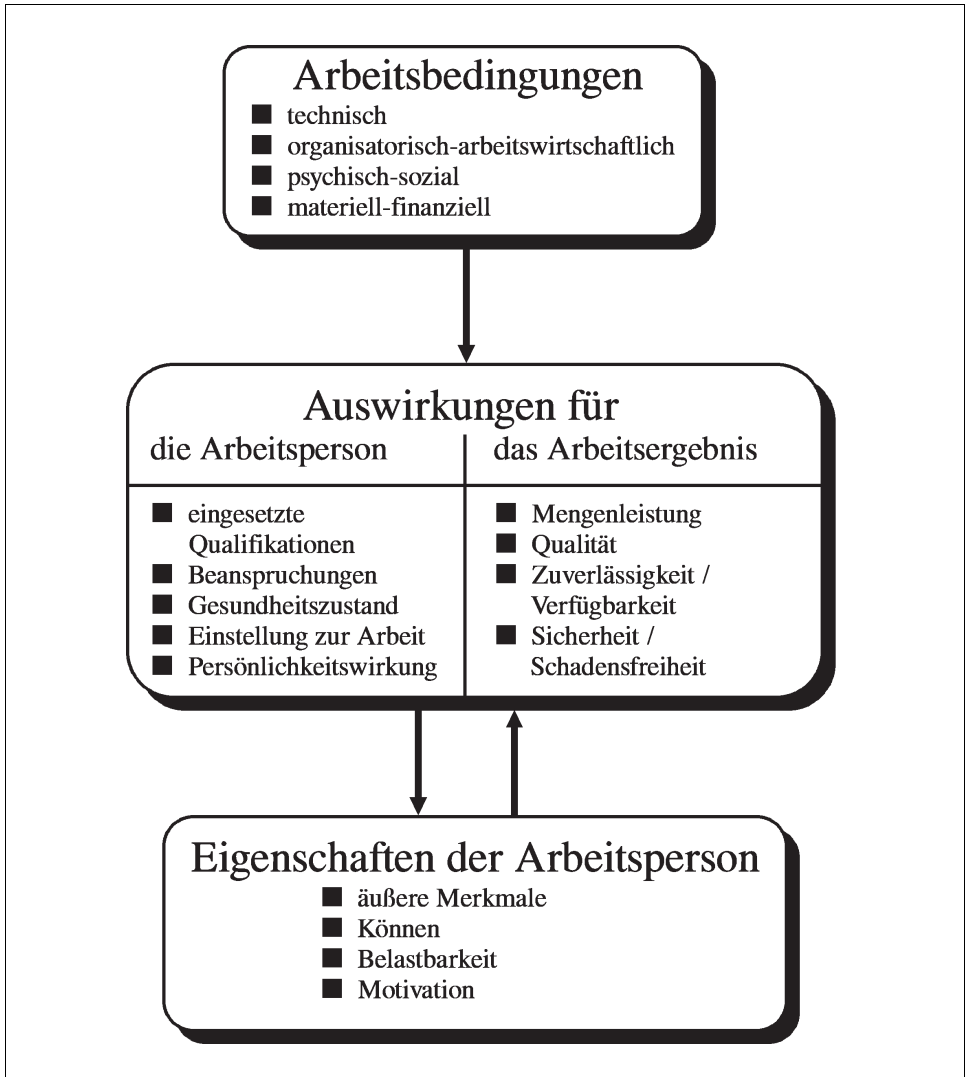 Arbeitsbedingungen
■ technisch
■ organisatorisch-arbeitswirtschaftlich
■ psychisch-sozial
■ materiell-finanziell
Auswirkungen für
die Arbeitsperson
■ eingesetzte
Qualifikationen
■ Beanspruchungen
■ Gesundheitszustand
■ Einstellung zur Arbeit
■ Persönlichkeitswirkung
das Arbeitsergebnis
■ Mengenleistung
■ Qualität
■ Zuverlässigkeit /
Verfügbarkeit
■ Sicherheit /
Schadensfreiheit
Eigenschaften der Arbeitsperson
■ äußere Merkmale
■ Können
■ Belastbarkeit
■ Motivation